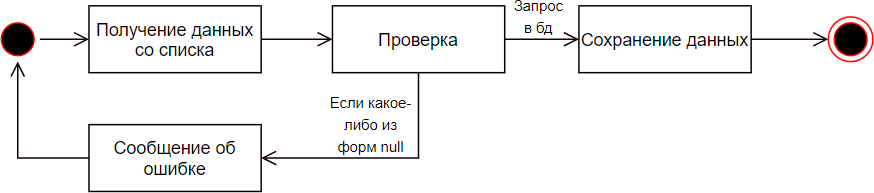 Получение данных
со списка
Проверка
Запрос
в бд
Сохранение данных
Если какое-
либо из
форм null
Сообщение об
ошибке